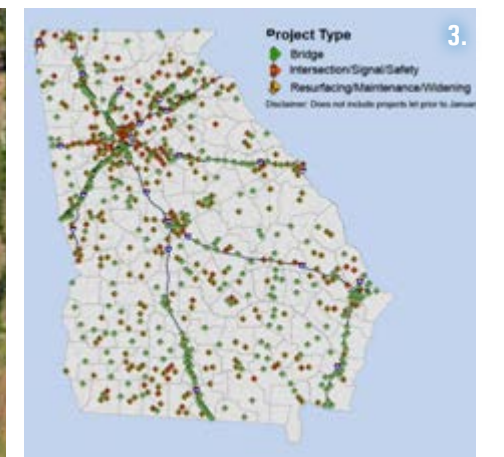 Project Type
3.
Bridge
Intersection/Signal/Safety
Resurfacing/Maintenance/Widening
Disclaimer: Does not include projects let prior to Januar